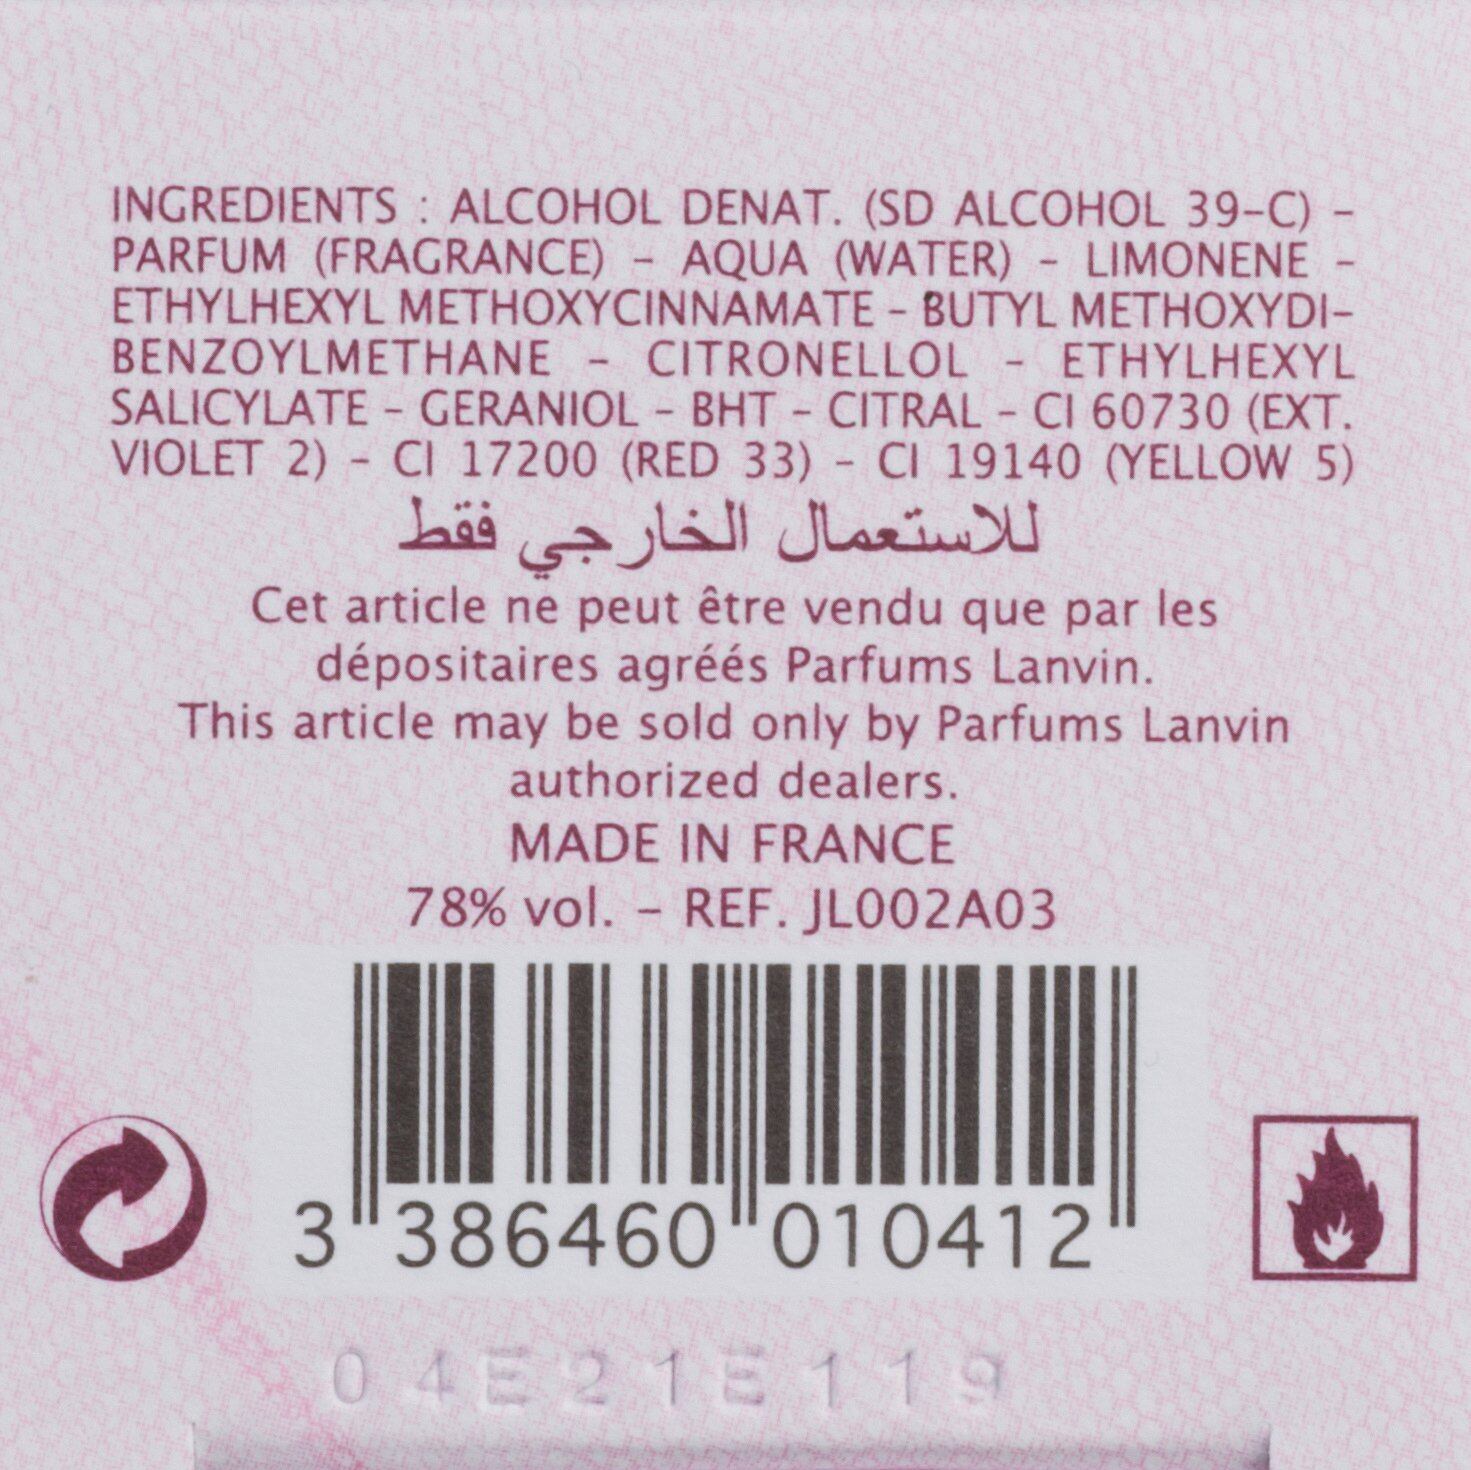 INGREDIENTS : ALCOHOL DENAT. (SD ALCOHOL 39-C) –
PARFUM (FRAGRANCE) – AQUA (WATER) – LIMONENE –
ETHYLHEXYL METHOXYCINNAMATE – BUTYL METHOXYDI-
BENZOYLMETHANE – CITRONELLOL – ETHYLHEXYL
SALICYLATE – GERANIOL – BHT – CITRAL – CI 60730 (EXT.
VIOLET 2) – CI 17200 (RED 33) – CI 19140 (YELLOW 5)
للاستعمال الخارجي فقط
Cet article ne peut être vendu que par les
dépositaires agréés Parfums Lanvin.
This article may be sold only by Parfums Lanvin
authorized dealers.
MADE IN FRANCE
78% vol. – REF. JL002A03
3 386460 010412
04E21E119